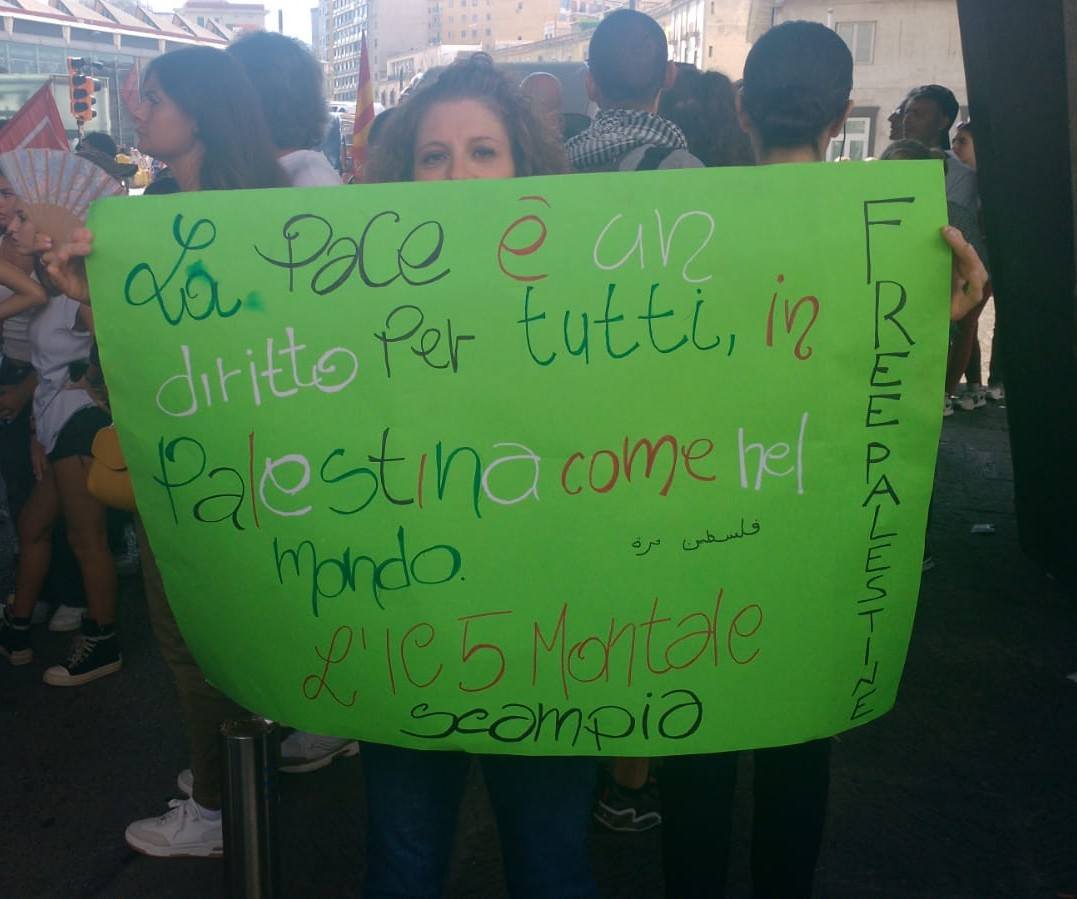 La Pace è un
diritto Per tutti, in
Palestina come nel
mondo.
فلسطين حرة
L'IC 5 Montale
scampia
FREE PALESTINE